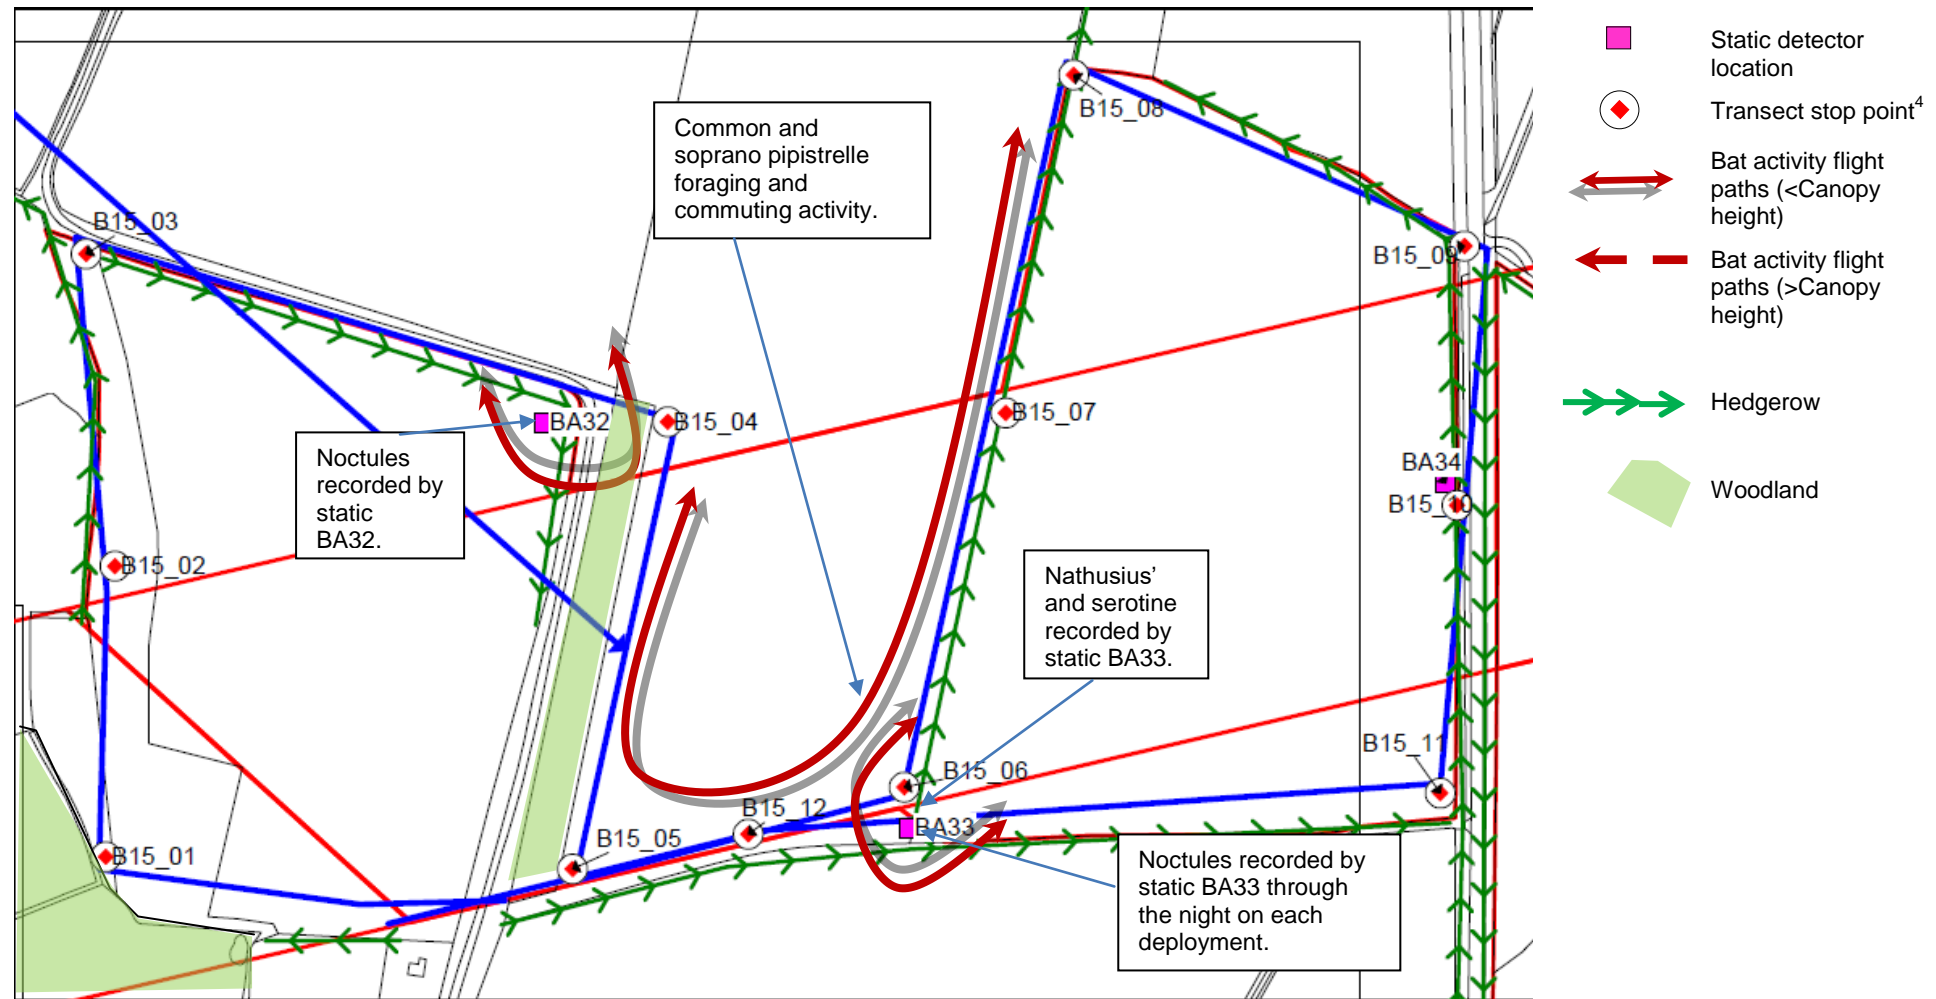 B15_08
Common and
soprano pipistrelle
foraging and
commuting activity.
B15_03
B15_09
B15_04
BA32
B15_07
Noctules
recorded by
static
BA32.
BA34
B15_10
B15_02
Nathusius’
and serotine
recorded by
static BA33.
B15_11
B15_06
B15_12
BA33
B15_05
B15_01
Noctules recorded by
static BA33 through
the night on each
deployment.
Static detector
location
Transect stop point4
Bat activity flight
paths (<Canopy
height)
Bat activity flight
paths (>Canopy
height)
Hedgerow
Woodland